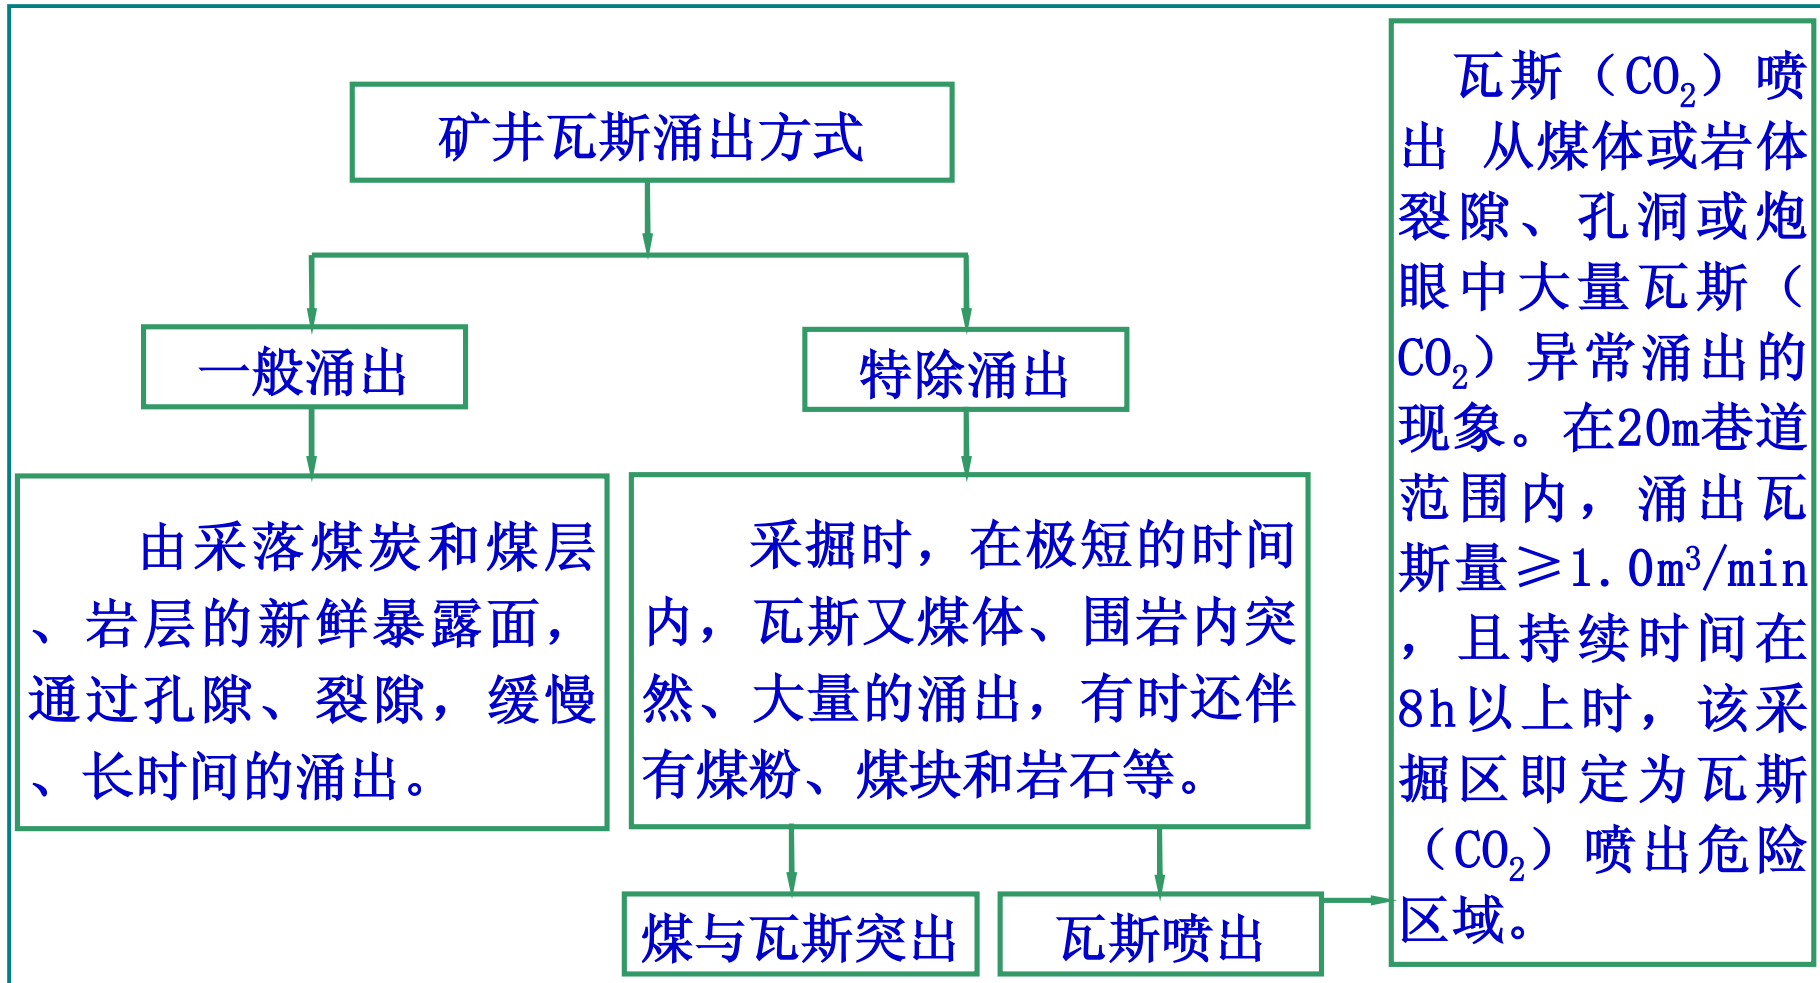 矿井瓦斯涌出方式
一般涌出
特除涌出
由采落煤炭和煤层
、岩层的新鲜暴露面，
通过孔隙、裂隙，缓慢
、长时间的涌出。
采掘时，在极短的时间
内，瓦斯又煤体、围岩内突
然、大量的涌出，有时还伴
有煤粉、煤块和岩石等。
煤与瓦斯突出
瓦斯喷出
瓦斯（CO₂）喷
出 从煤体或岩体
裂隙、孔洞或炮
眼中大量瓦斯（
CO₂）异常涌出的
现象。在20m巷道
范围内，涌出瓦
斯量≥1.0m³/min
，且持续时间在
8h以上时，该采
掘区即定为瓦斯
（CO₂）喷出危险
区域。